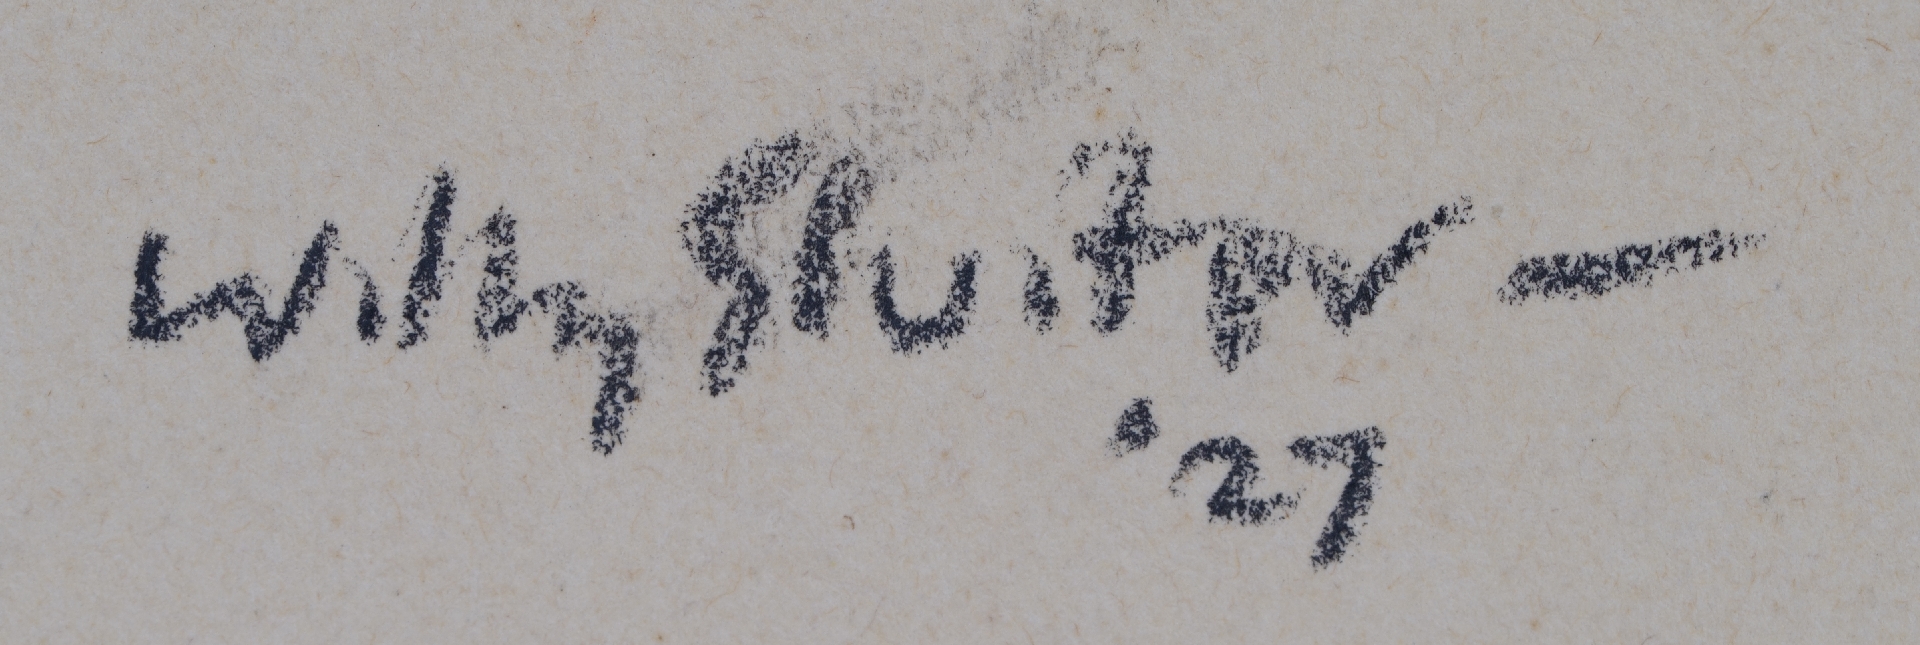 Willy Sluiter —
'27